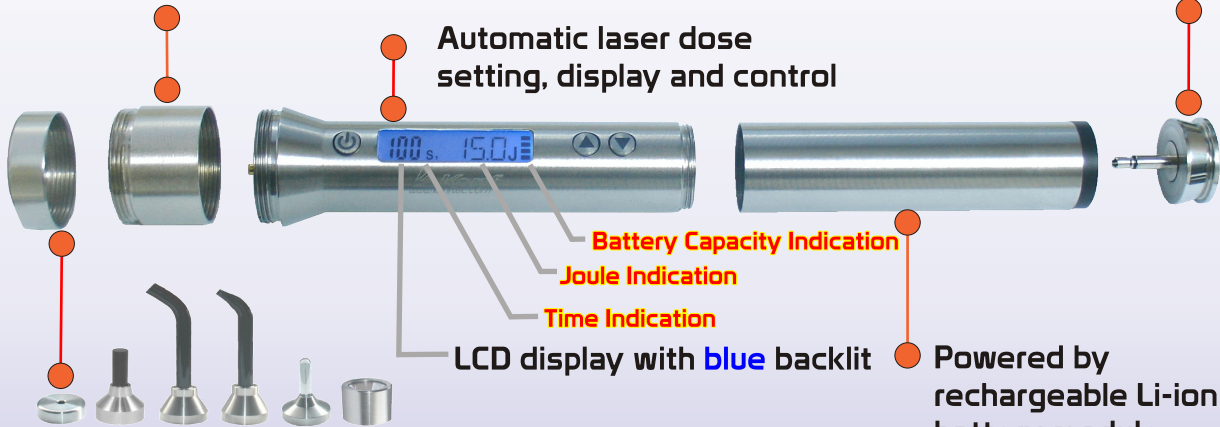 Automatic laser dose
setting, display and control
100 s. 15.0J
Battery Capacity Indication
Joule Indication
Time Indication
LCD display with blue backlit
Powered by
rechargeable Li-ion